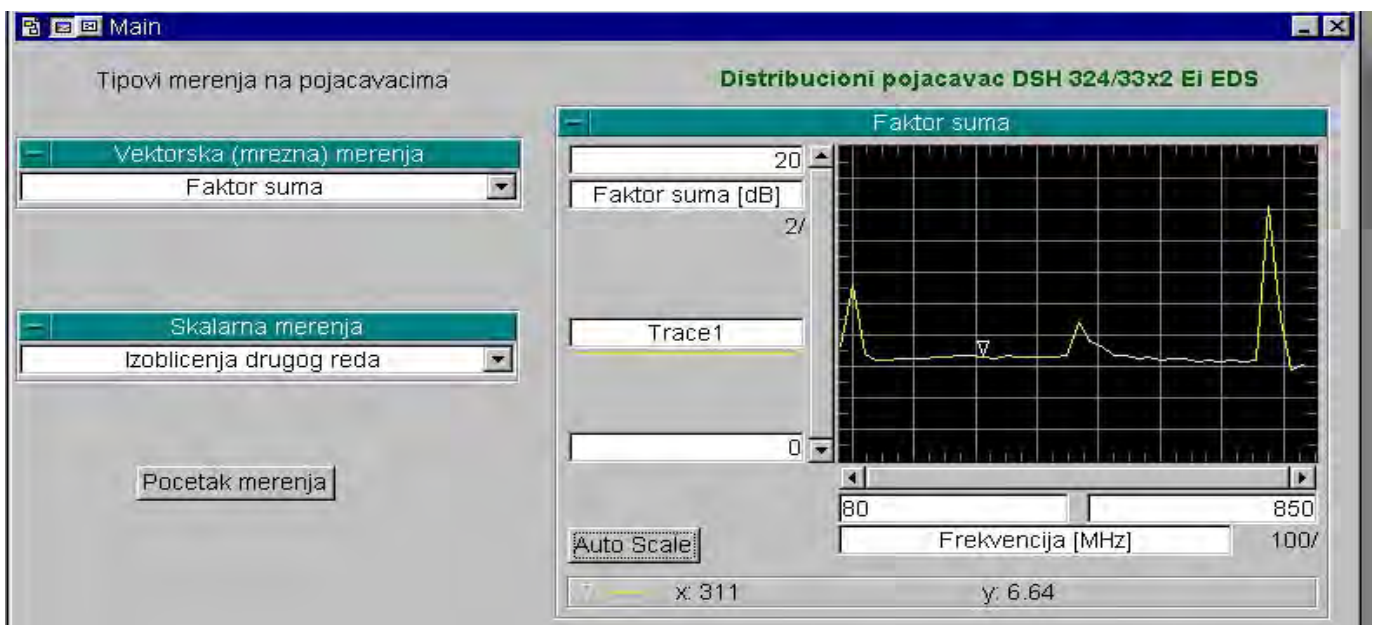 Main
Tipovi merenja na pojacavacima
Vektorska (mrezna) merenja
Faktor suma
Skalarna merenja
Izoblicenja drugog reda
Pocetak merenja
Distribucioni pojacavac DSH 324/33x2 Ei EDS
Faktor suma
20
Faktor suma [dB]
2/
Trace1
0
80
850
Frekvencija [MHz]
100/
Auto Scale
x: 311
y: 6.64